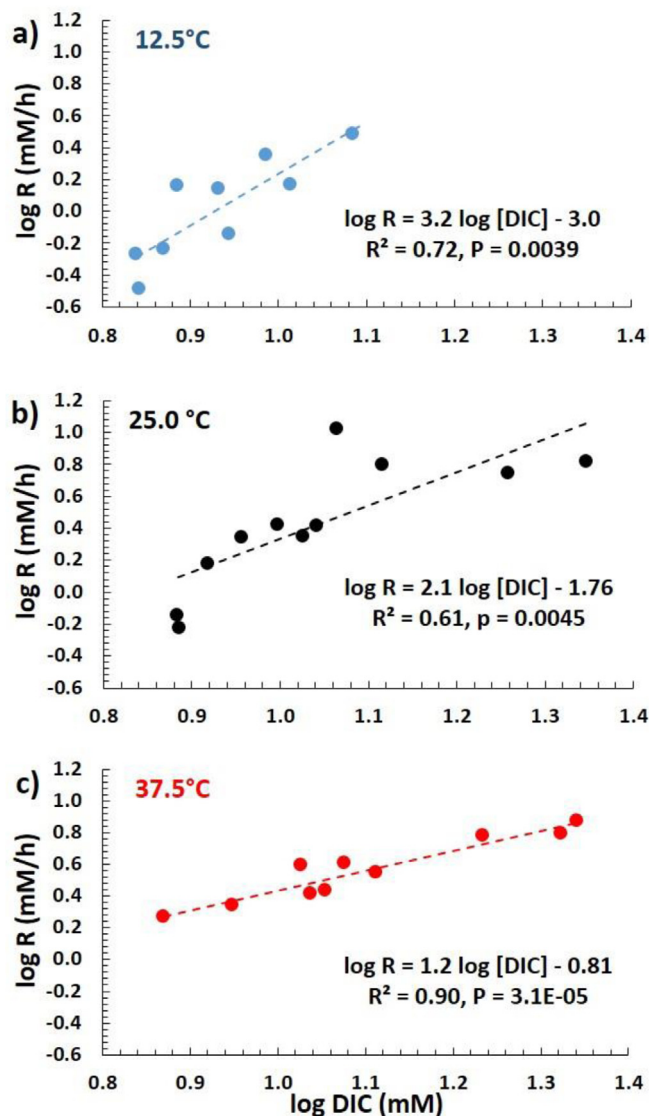 a)
12.5°C
log R (mM/h)
1.2
1.0
0.8
0.6
0.4
0.2
0.0
-0.2
-0.4
-0.6
log R = 3.2 log [DIC] - 3.0
R² = 0.72, P = 0.0039
0.8 0.9 1.0 1.1 1.2 1.3 1.4
b)
25.0 °C
log R (mM/h)
1.2
1.0
0.8
0.6
0.4
0.2
0.0
-0.2
-0.4
-0.6
log R = 2.1 log [DIC] - 1.76
R² = 0.61, p = 0.0045
0.8 0.9 1.0 1.1 1.2 1.3 1.4
c)
37.5°C
log R (mM/h)
1.2
1.0
0.8
0.6
0.4
0.2
0.0
-0.2
-0.4
-0.6
log R = 1.2 log [DIC] - 0.81
R² = 0.90, P = 3.1E-05
0.8 0.9 1.0 1.1 1.2 1.3 1.4
log DIC (mM)